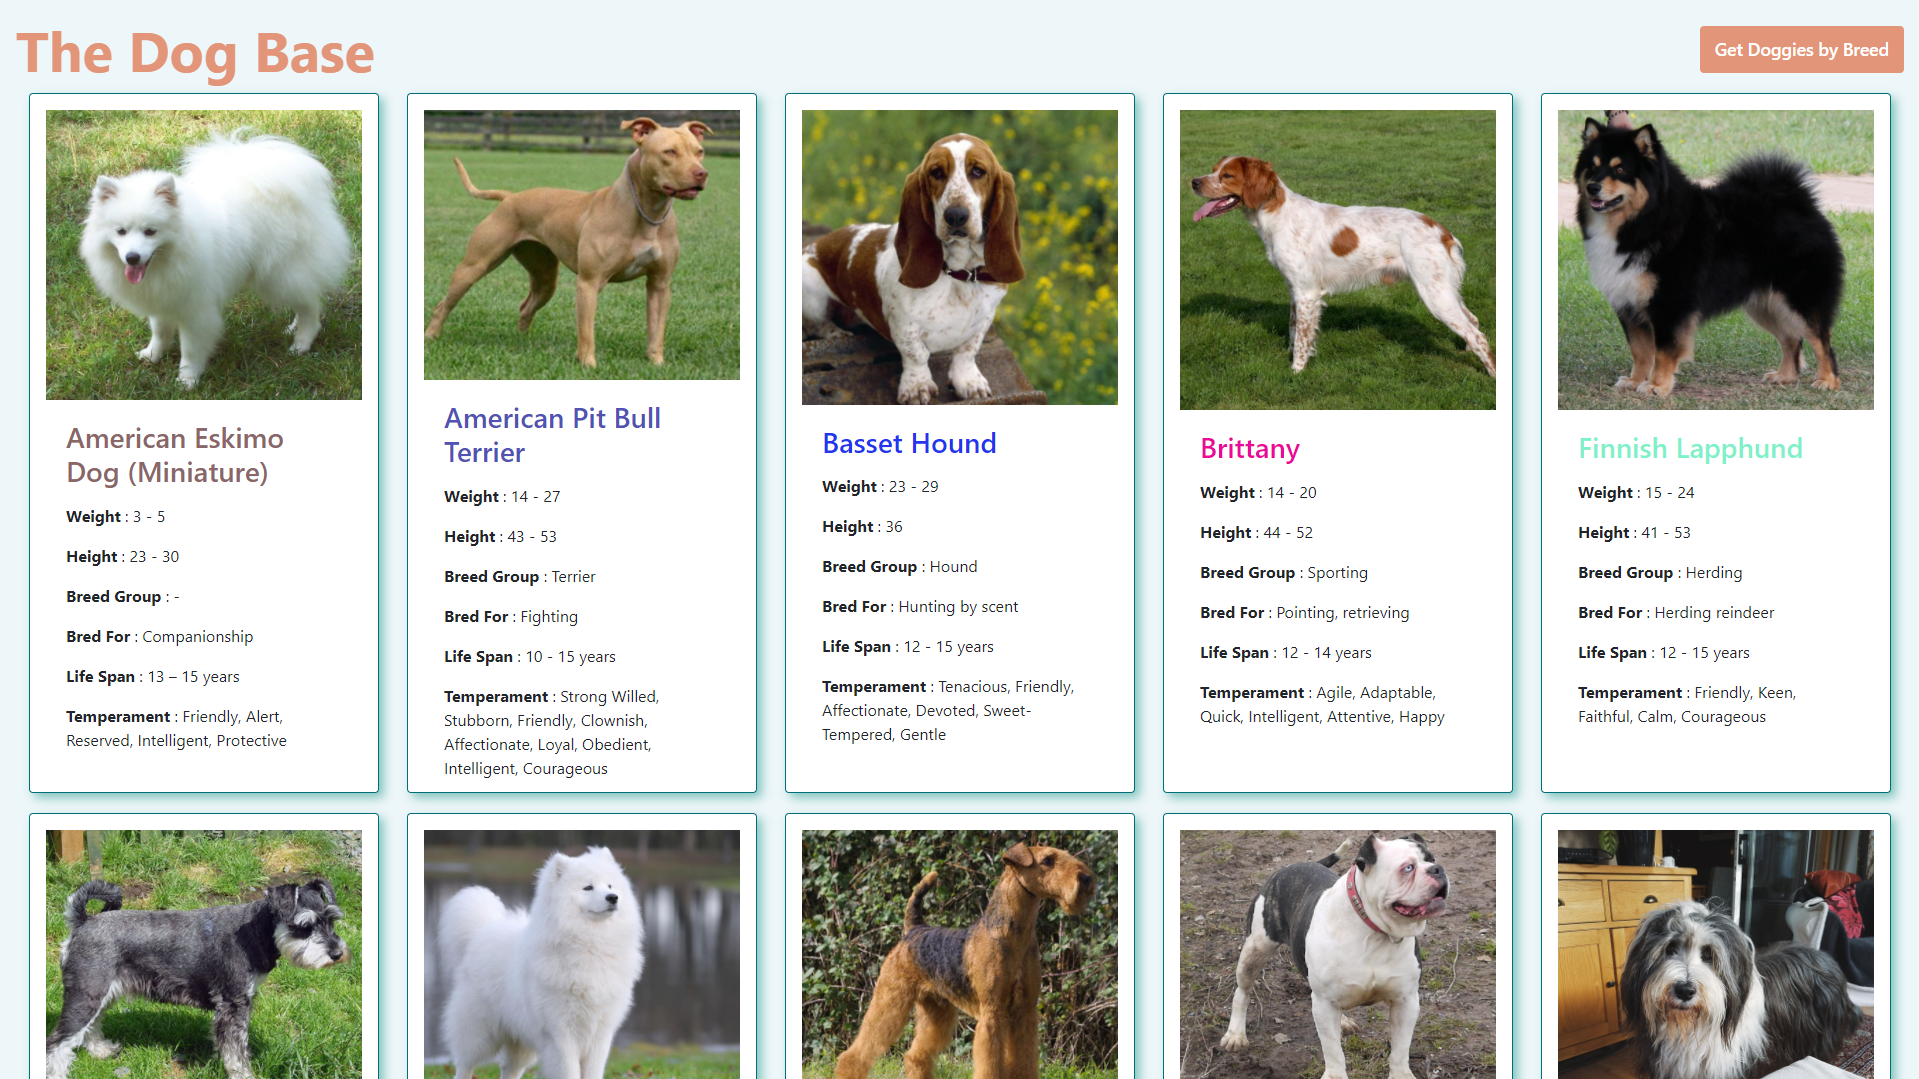 The Dog Base
Get Doggies by Breed
American Eskimo
Dog (Miniature)
Weight : 3 - 5
Height : 23 - 30
Breed Group : -
Bred For : Companionship
Life Span : 13 – 15 years
Temperament : Friendly, Alert,
Reserved, Intelligent, Protective
American Pit Bull
Terrier
Weight : 14 - 27
Height : 43 - 53
Breed Group : Terrier
Bred For : Fighting
Life Span : 10 - 15 years
Temperament : Strong Willed,
Stubborn, Friendly, Clownish,
Affectionate, Loyal, Obedient,
Intelligent, Courageous
Basset Hound
Weight : 23 - 29
Height : 36
Breed Group : Hound
Bred For : Hunting by scent
Life Span : 12 - 15 years
Temperament : Tenacious, Friendly,
Affectionate, Devoted, Sweet-
Tempered, Gentle
Brittany
Weight : 14 - 20
Height : 44 - 52
Breed Group : Sporting
Bred For : Pointing, retrieving
Life Span : 12 - 14 years
Temperament : Agile, Adaptable,
Quick, Intelligent, Attentive, Happy
Finnish Lapphund
Weight : 15 - 24
Height : 41 - 53
Breed Group : Herding
Bred For : Herding reindeer
Life Span : 12 - 15 years
Temperament : Friendly, Keen,
Faithful, Calm, Courageous